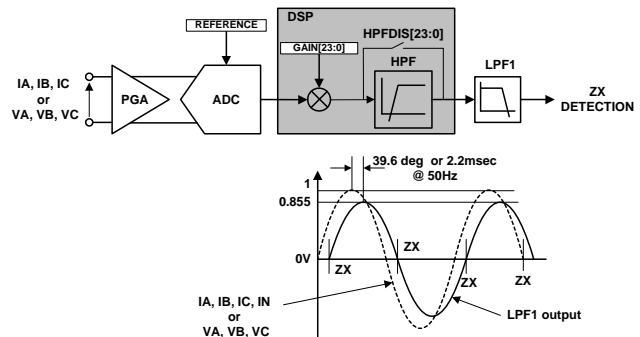 REFERENCE
DSP
HPFDIS[23:0]
GAIN[23:0]
IA, IB, IC
or
VA, VB, VC
PGA
ADC
HPF
LPF1
ZX
DETECTION
39.6 deg or 2.2msec
@ 50Hz
1
0.855
0V
ZX
ZX
ZX
ZX
IA, IB, IC, IN
or
VA, VB, VC
LPF1 output